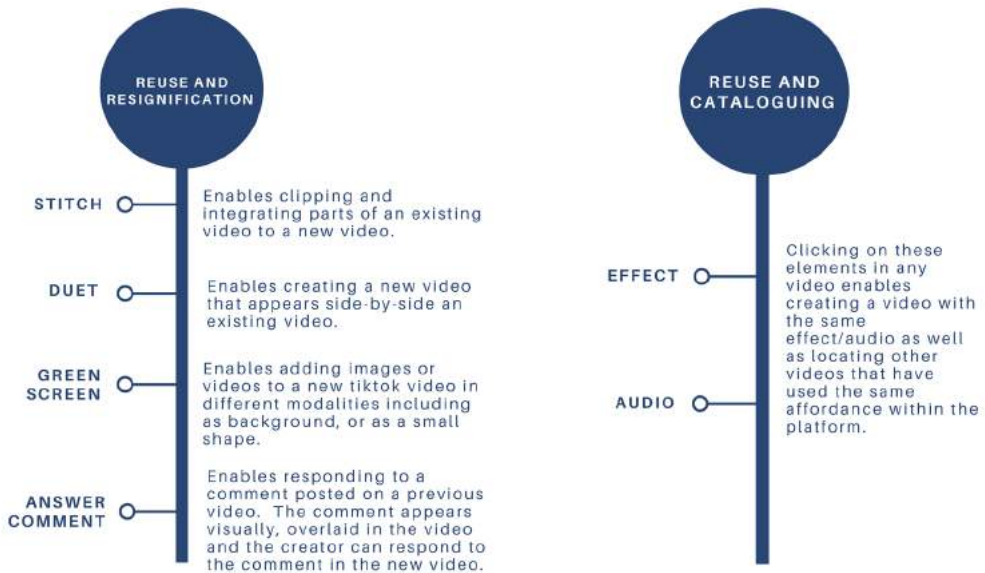 REUSE AND
RESIGNIFICATION
STITCH
Enables clipping and
integrating parts of an existing
video to a new video.
DUET
Enables creating a new video
that appears side-by-side an
existing video.
GREEN
SCREEN
Enables adding images or
videos to a new tiktok video in
different modalities including
as background, or as a small
shape.
ANSWER
COMMENT
Enables responding to a
comment posted on a previous
video. The comment appears
visually, overlaid in the video
and the creator can respond to
the comment in the new video.
REUSE AND
CATALOGUING
EFFECT
AUDIO
Clicking on these
elements in any
video enables
creating a video with
the same
effect/audio as well
as locating other
videos that have
used the same
affordance within the
platform.